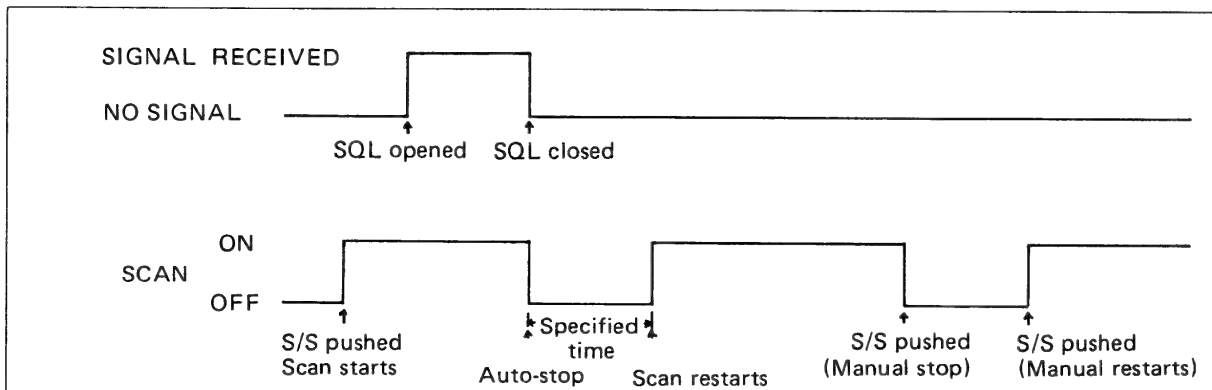 SIGNAL RECEIVED
NO SIGNAL
SQL opened
SQL closed
ON
SCAN
OFF
S/S pushed
Scan starts
Specified
time
Auto-stop
Scan restarts
S/S pushed
(Manual stop)
S/S pushed
(Manual restarts)